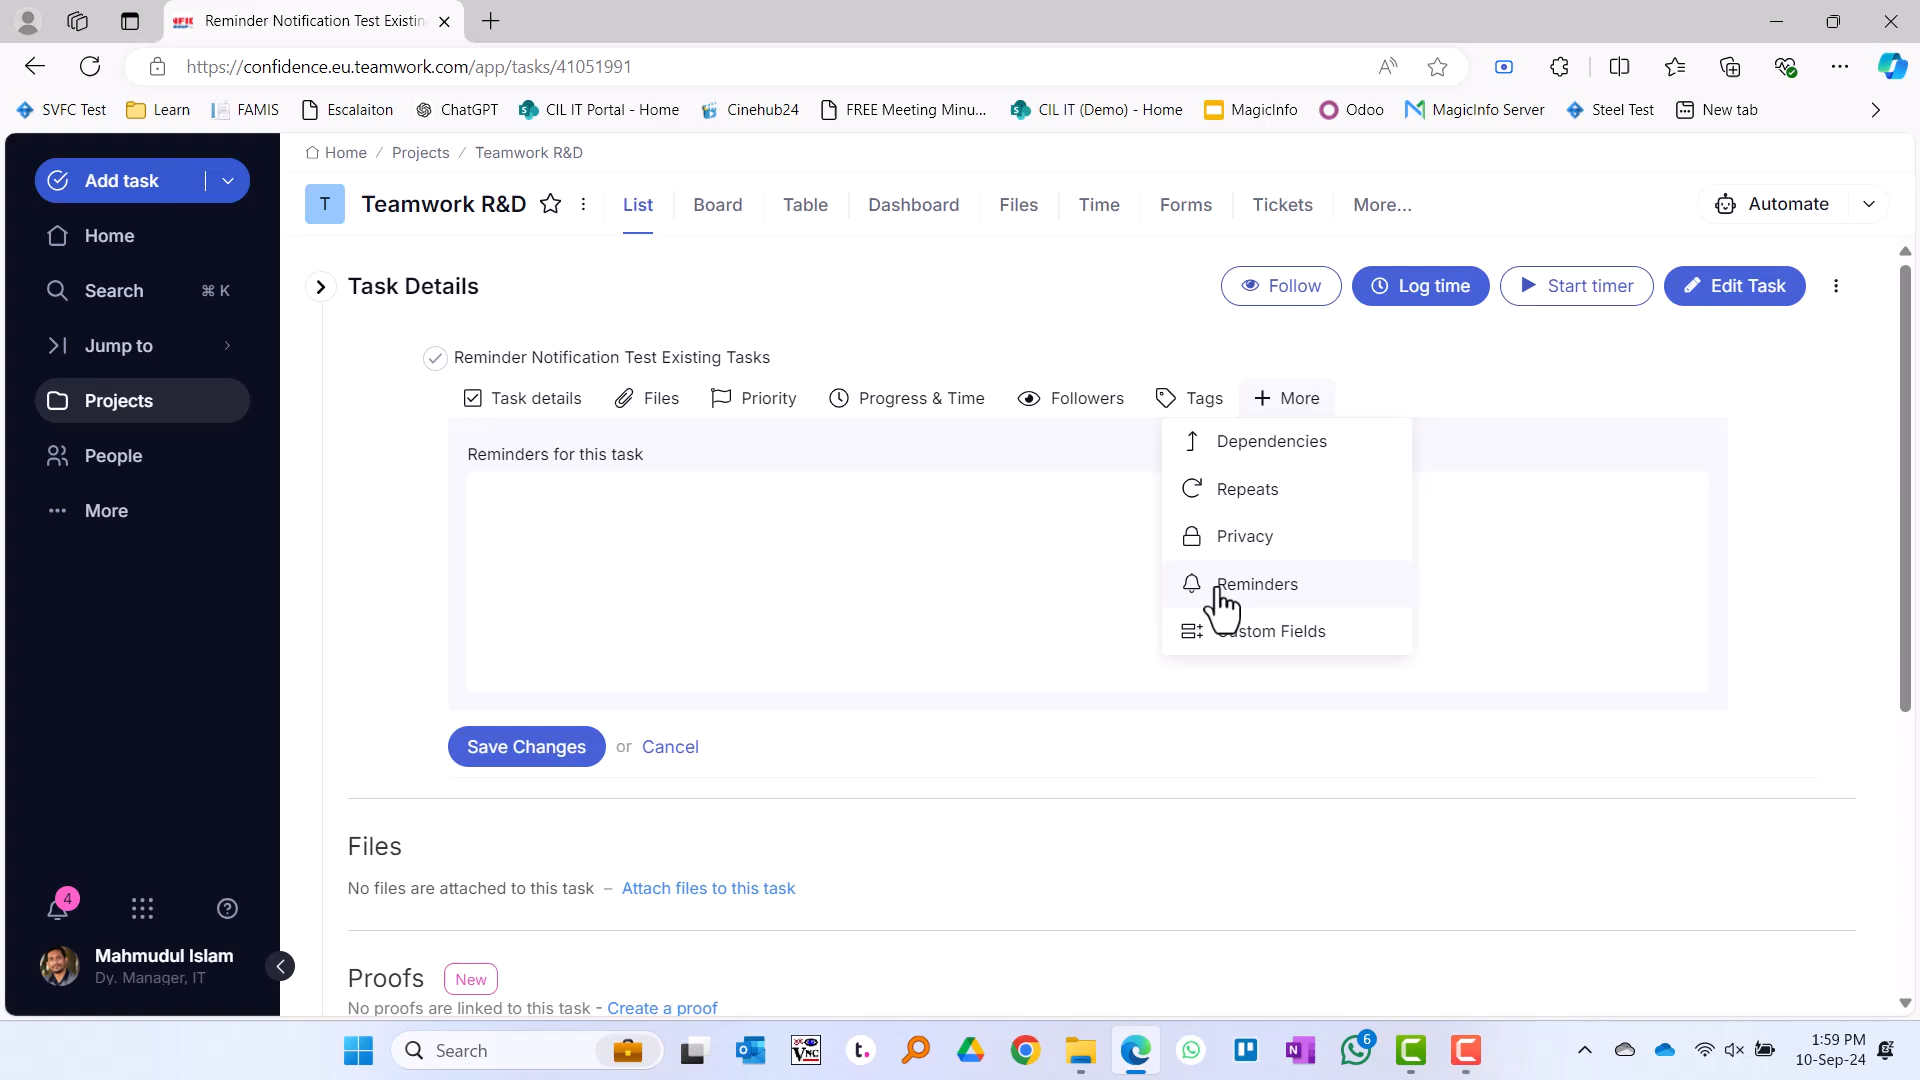 Reminder Notification Test Existin
https://confidence.eu.teamwork.com/app/tasks/41051991
SVFC Test
Learn
FAMIS
Escalaiton
ChatGPT
CIL IT Portal - Home
Cinehub24
FREE Meeting Minu...
CIL IT (Demo) - Home
MagicInfo
Odoo
MagicInfo Server
Steel Test
New tab
Add task
Home
Search ⌘ K
Jump to
Projects
People
More
4
Mahmudul Islam
Dy. Manager, IT
Home / Projects / Teamwork R&D
T Teamwork R&D
List
Board
Table
Dashboard
Files
Time
Forms
Tickets
More...
Automate
Task Details
Follow
Log time
Start timer
Edit Task
Reminder Notification Test Existing Tasks
Task details
Files
Priority
Progress & Time
Followers
Tags
More
Reminders for this task
Dependencies
Repeats
Privacy
Reminders
stom Fields
Save Changes or Cancel
Files
No files are attached to this task – Attach files to this task
Proofs New
No proofs are linked to this task - Create a proof
Search
VNC
t.
N
6
1:59 PM
10-Sep-24